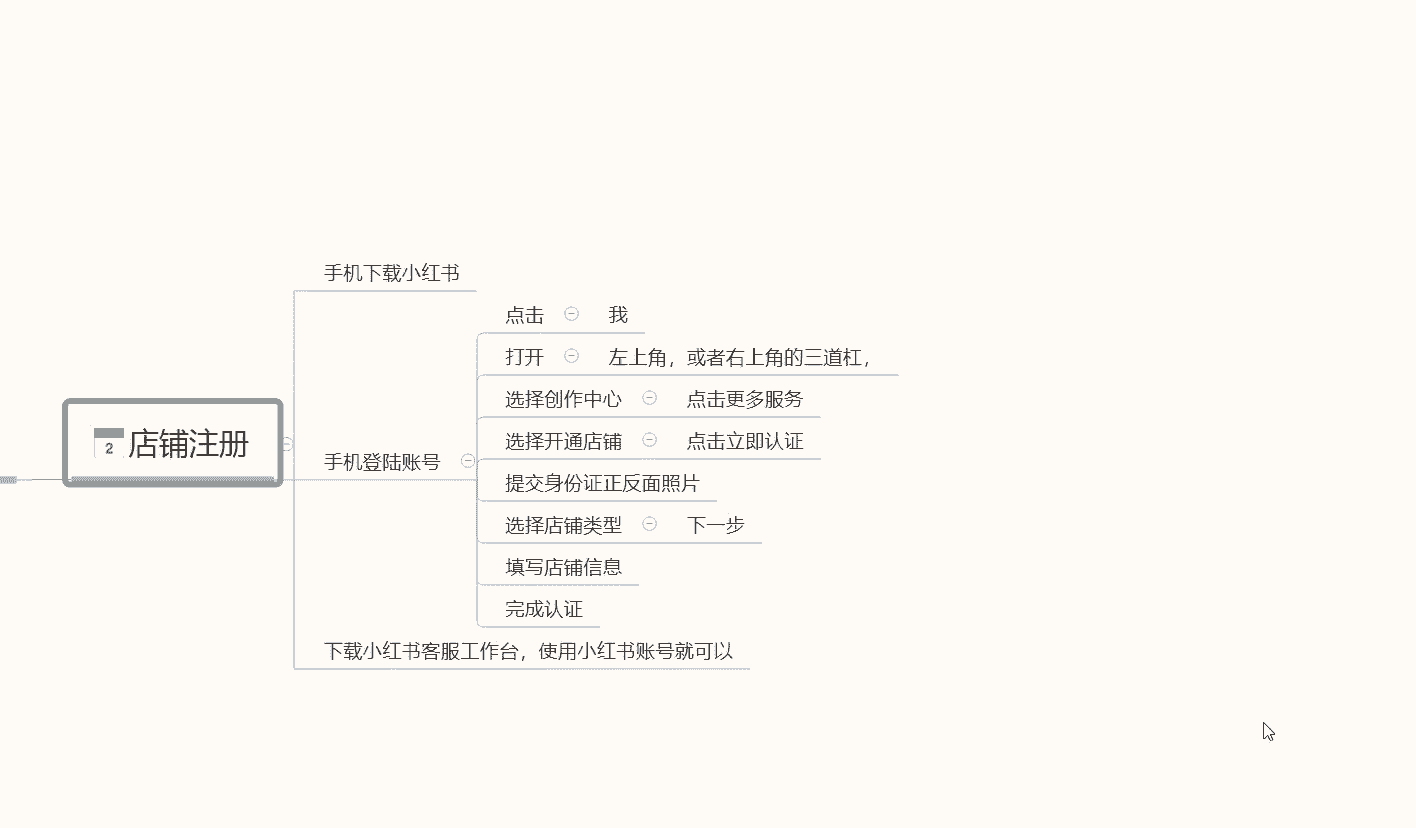 2
店铺注册
手机下载小红书
手机登陆账号
点击 我
打开 左上角，或者右上角的三道杠，
选择创作中心 点击更多服务
选择开通店铺 点击立即认证
提交身份证正反面照片
选择店铺类型 下一步
填写店铺信息
完成认证
下载小红书客服工作台，使用小红书账号就可以